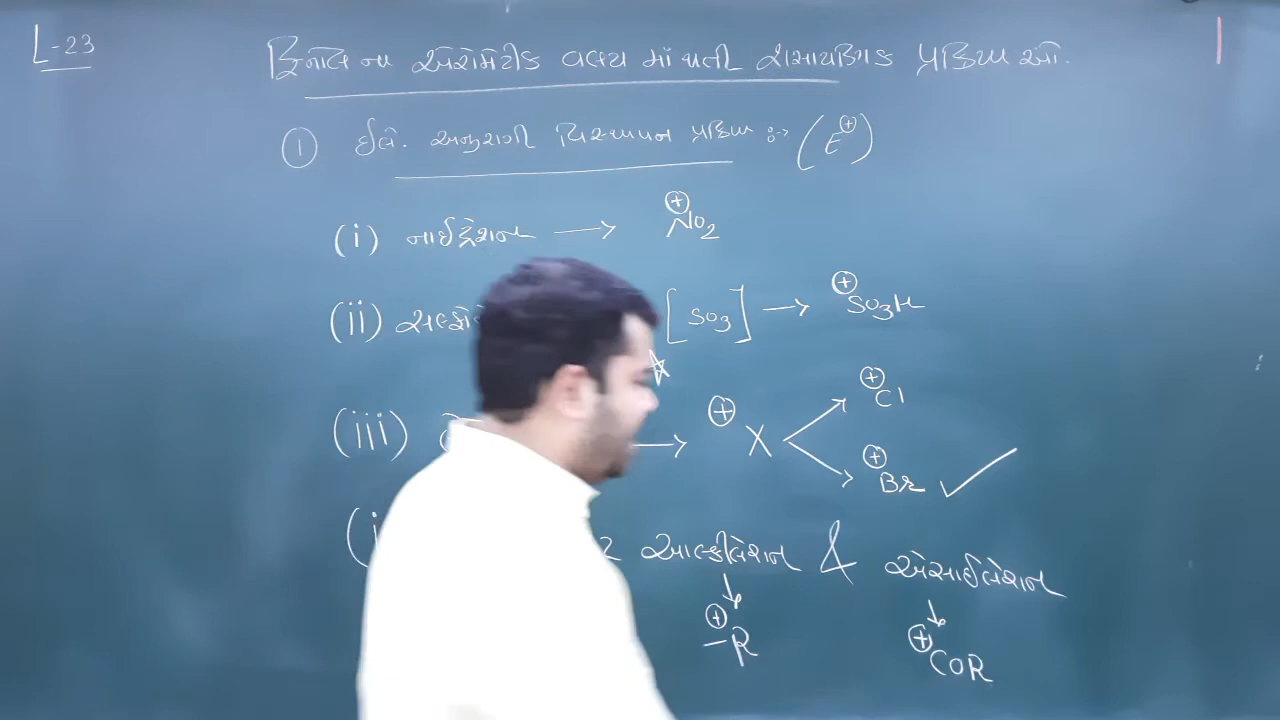 L-23
ફિનોલના એરોમેટીક વલય માં થતી રાસાયણિક પ્રક્રિયાઓ.
① ઈલે. અનુરાગી વિસ્થાપન પ્રક્રિયા :→ (E⊕)
(i) નાઈટ્રેશન → ⊕NO2
(ii) [SO3] → ⊕SO3H
(iii) → ⊕X
⊕Cl
⊕Br ✓
આલ્કીલેશન & એસાઈલેશન
↓ ↓
⊕–R ⊕COR